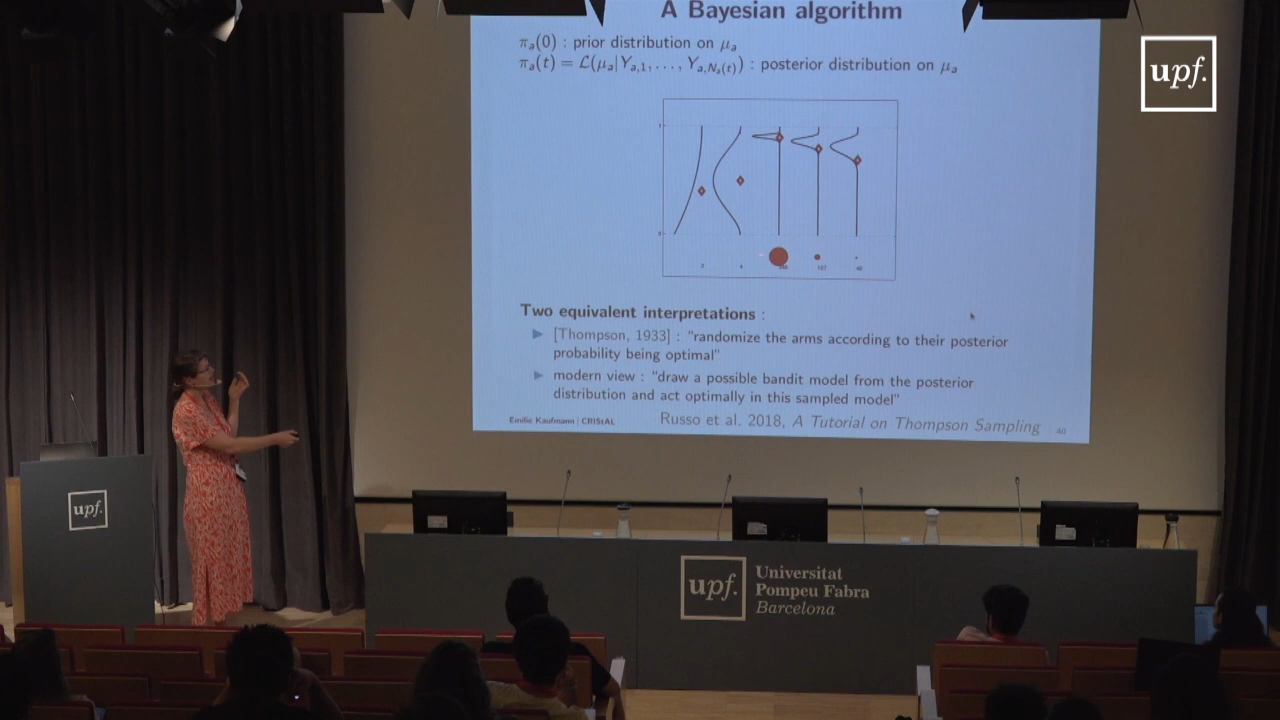 A Bayesian algorithm
π_a(0) : prior distribution on μ_a
π_a(t) = L(μ_a|Y_{a,1}, . . . , Y_{a,N_a(t)}) : posterior distribution on μ_a
Two equivalent interpretations :
[Thompson, 1933] : "randomize the arms according to their posterior
probability being optimal"
modern view : "draw a possible bandit model from the posterior
distribution and act optimally in this sampled model"
Emilie Kaufmann | CRIStAL
Russo et al. 2018, A Tutorial on Thompson Sampling
40
upf.
upf.
upf.
Universitat
Pompeu Fabra
Barcelona